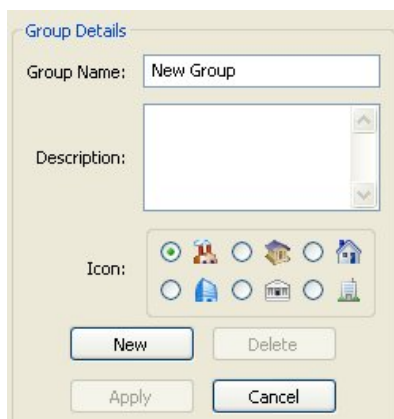 Group Details
Group Name: New Group
Description:
Icon:
New Delete
Apply Cancel